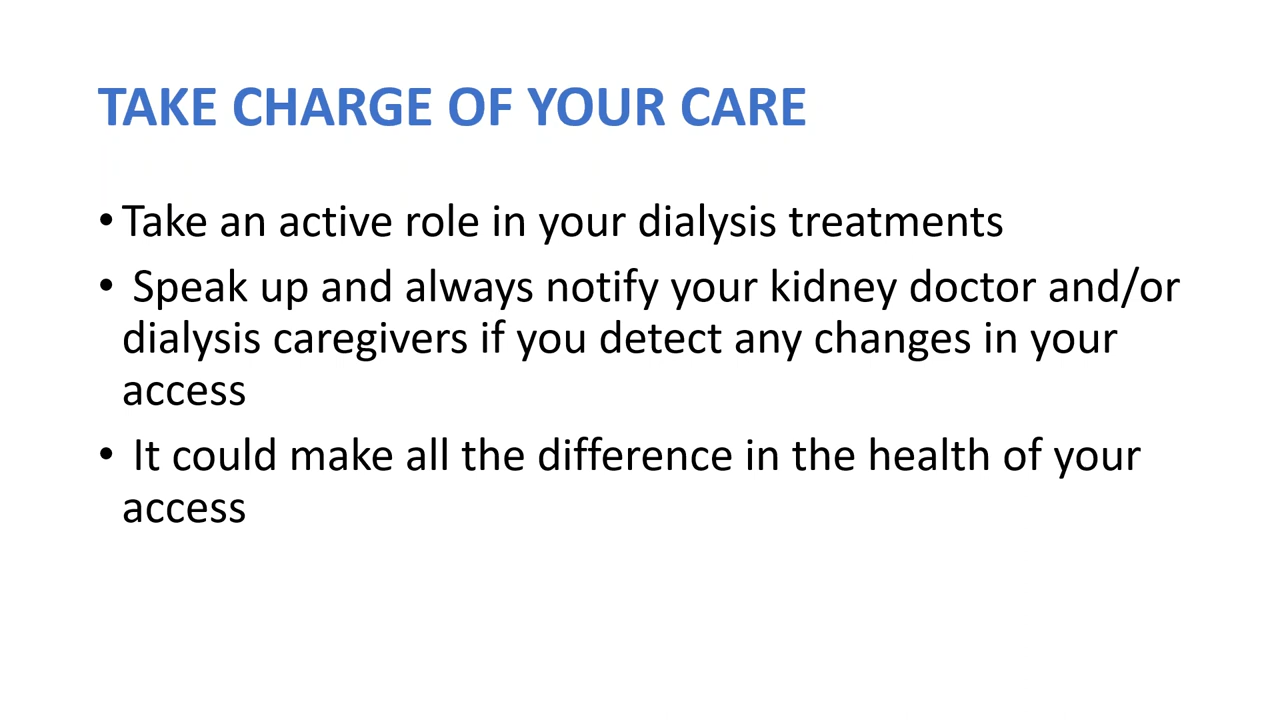 TAKE CHARGE OF YOUR CARE
• Take an active role in your dialysis treatments
• Speak up and always notify your kidney doctor and/or
dialysis caregivers if you detect any changes in your
access
• It could make all the difference in the health of your
access